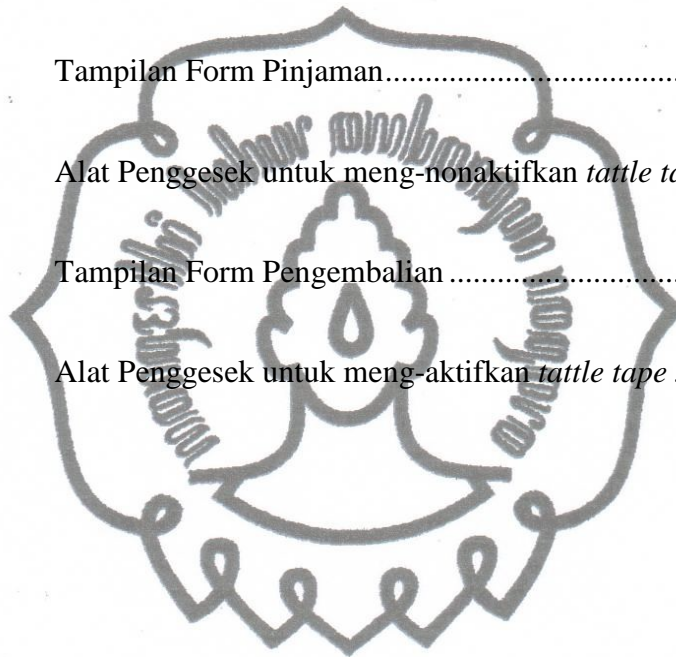 Tampilan Form Pinjaman.....................................
Alat Penggesek untuk meng-nonaktifkan tattle
Tampilan Form Pengembalian .............................
Alat Penggesek untuk meng-aktifkan tattle tape